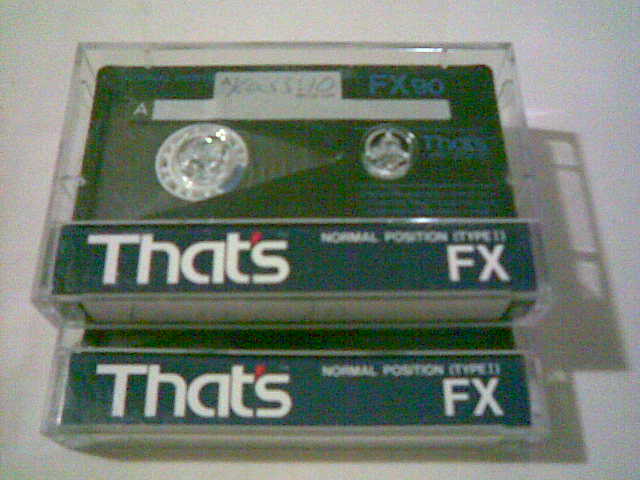 FX90
A
That's
That's
NORMAL POSITION (TYPE I)
FX
That's
NORMAL POSITION (TYPE I)
FX